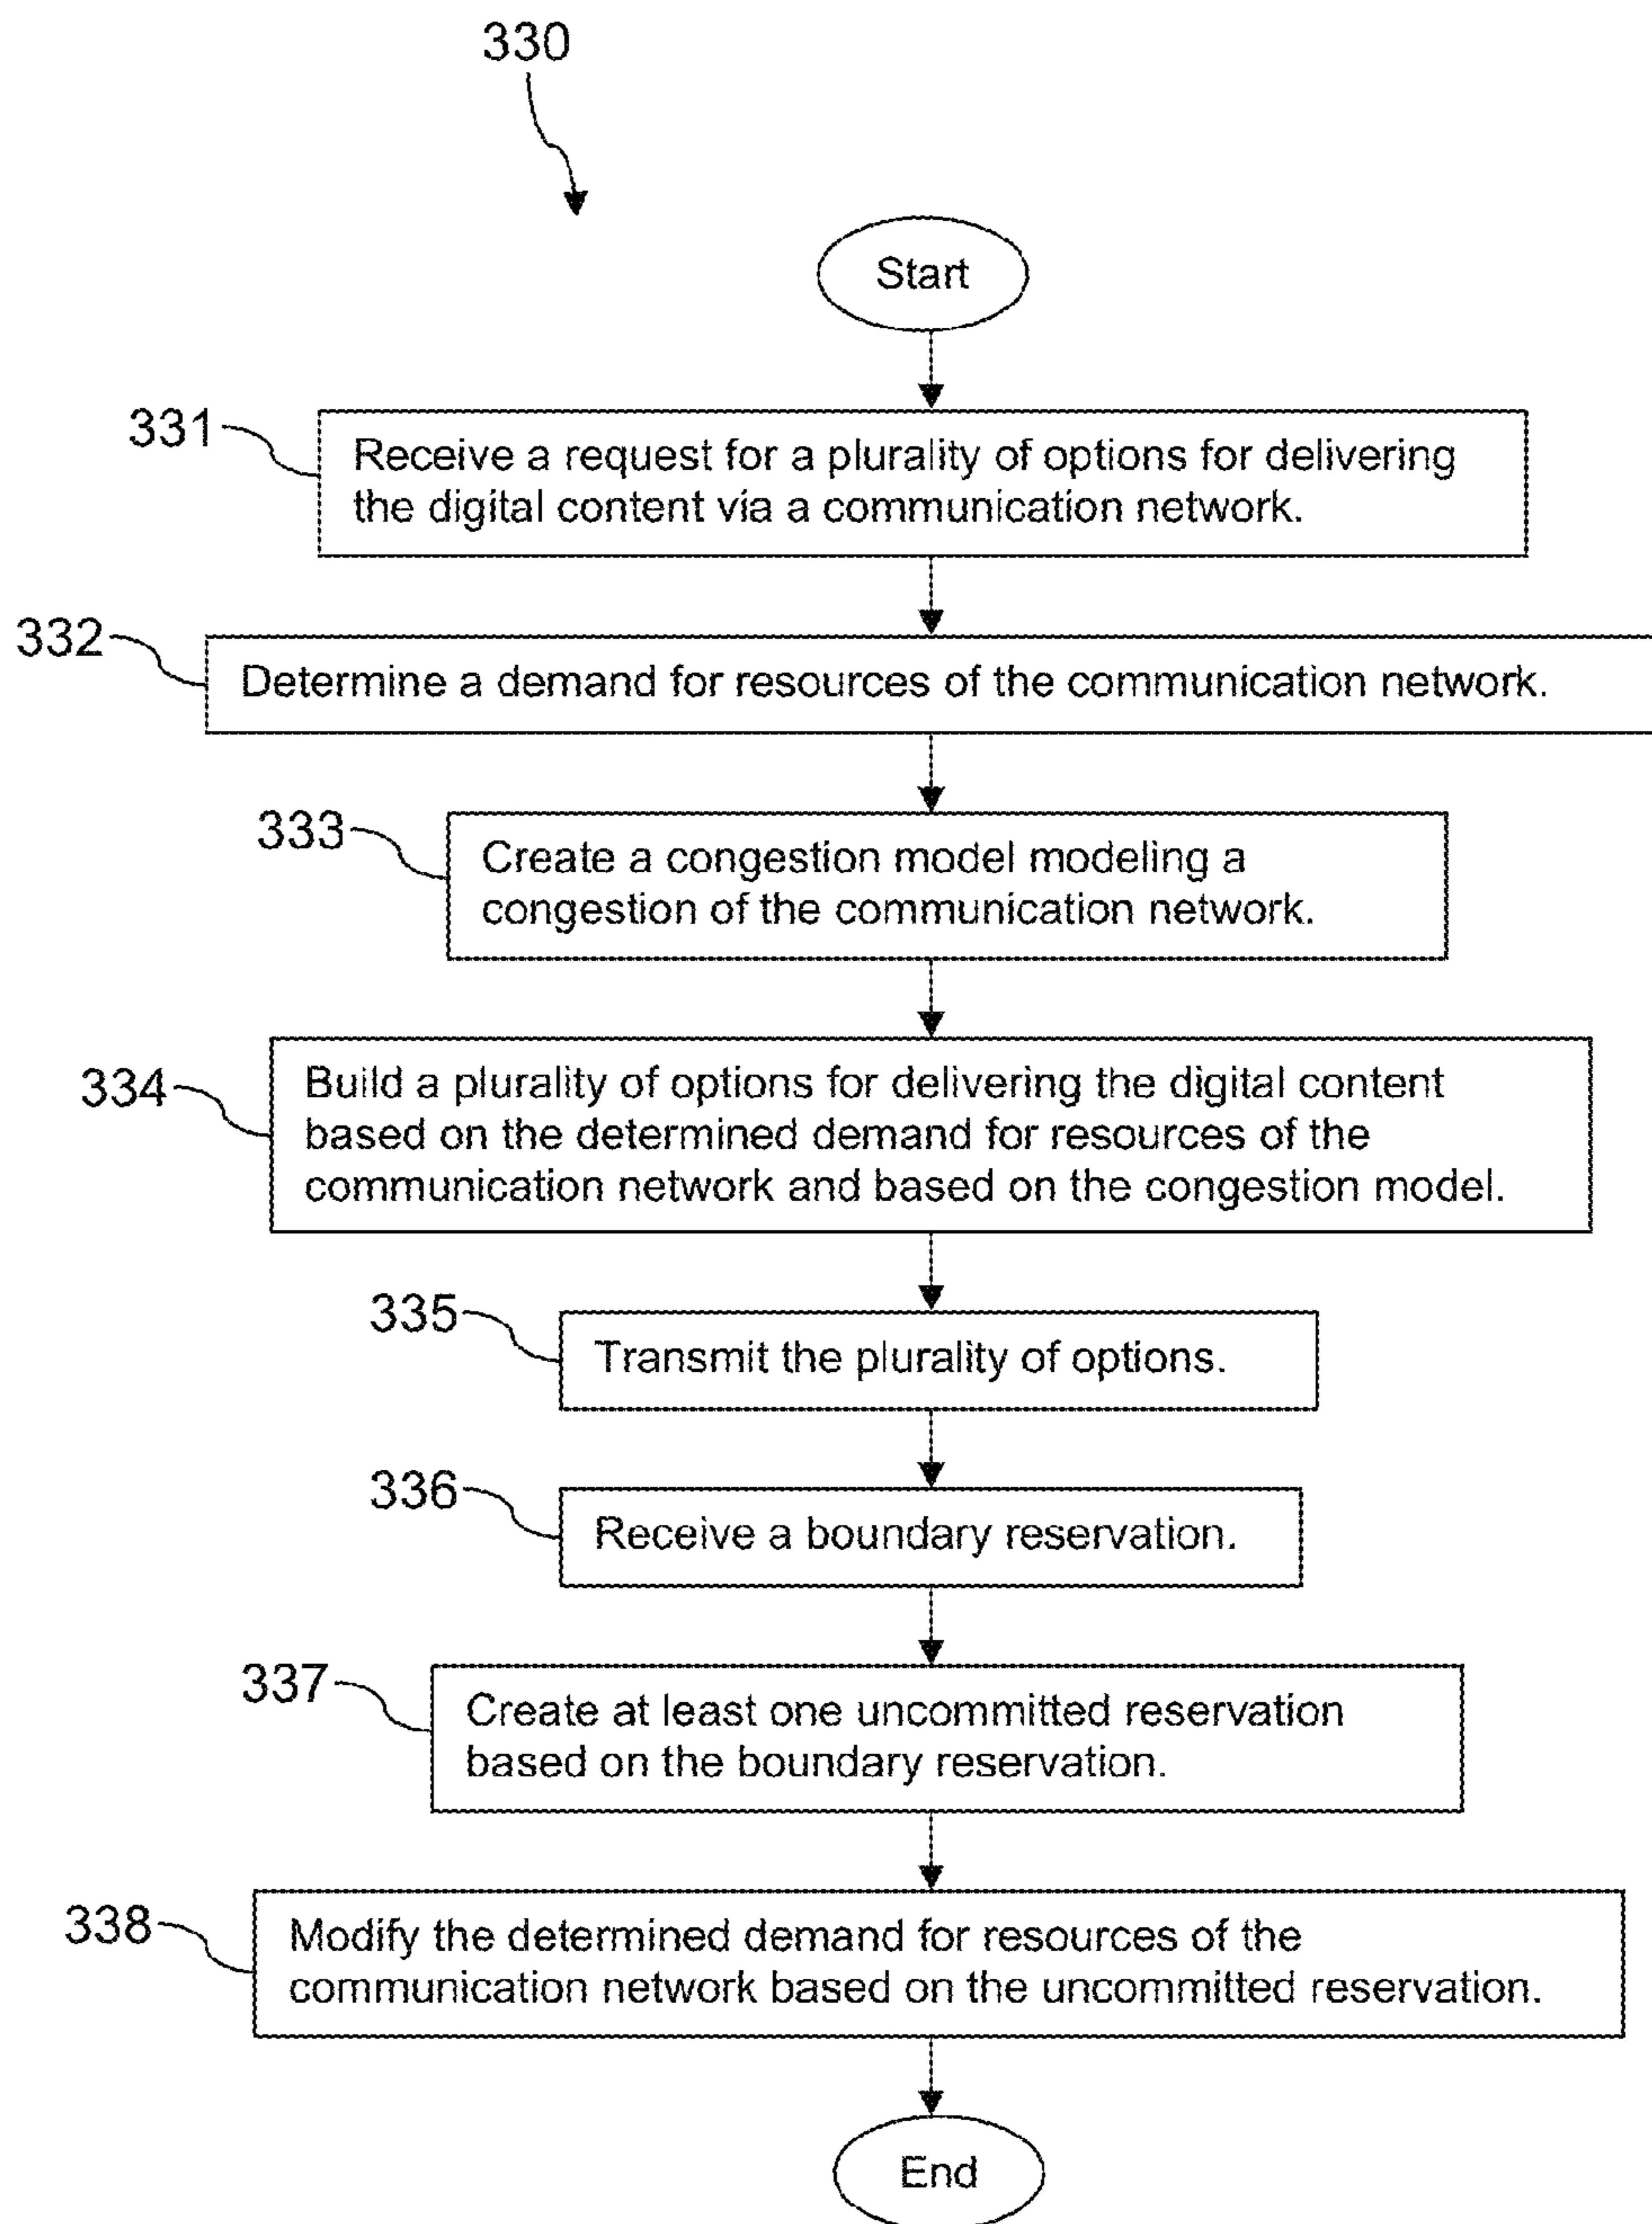 330
Start
331
Receive a request for a plurality of options for delivering
the digital content via a communication network.
332
Determine a demand for resources of the communication network.
333
Create a congestion model modeling a
congestion of the communication network.
334
Build a plurality of options for delivering the digital content
based on the determined demand for resources of the
communication network and based on the congestion model.
335
Transmit the plurality of options.
336
Receive a boundary reservation.
337
Create at least one uncommitted reservation
based on the boundary reservation.
338
Modify the determined demand for resources of the
communication network based on the uncommitted reservation.
End